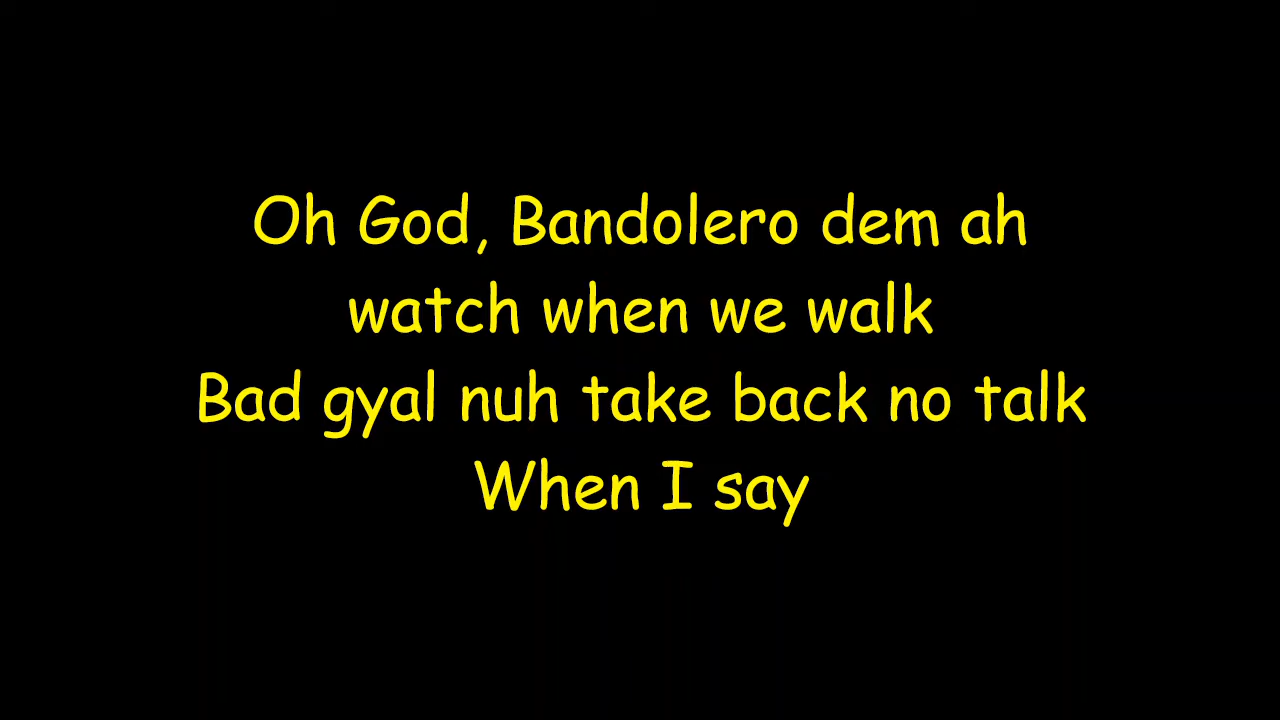 Oh God, Bandolero dem ah
watch when we walk
Bad gyal nuh take back no talk
When I say